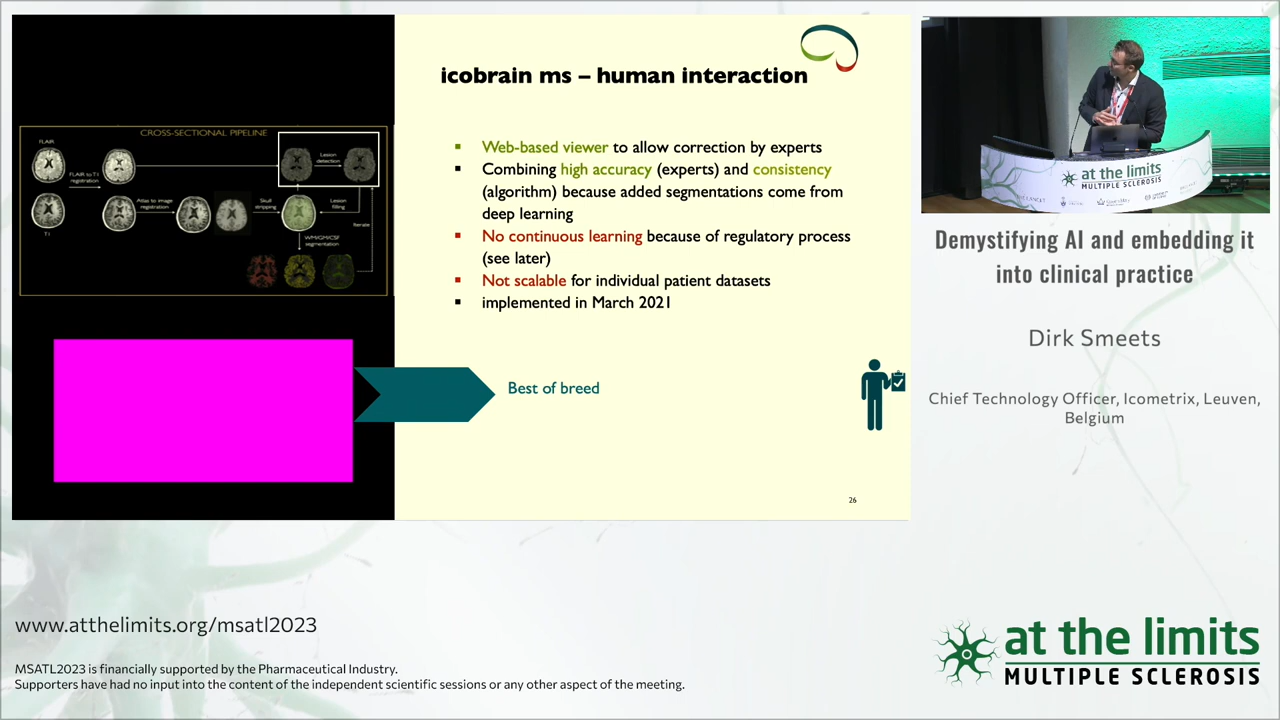 icobrain ms – human interaction
CROSS-SECTIONAL PIPELINE
FLAIR
FLAIR to T1
registration
Lesion
detection
Atlas to image
registration
Skull
stripping
Lesion
filling
T1
Iterate
WM/GM/CSF
segmentation
▪ Web-based viewer to allow correction by experts
▪ Combining high accuracy (experts) and consistency
(algorithm) because added segmentations come from
deep learning
▪ No continuous learning because of regulatory process
(see later)
▪ Not scalable for individual patient datasets
▪ implemented in March 2021
Best of breed
26
at the limits
MULTIPLE SCLEROSIS
Demystifying AI and embedding it
into clinical practice
Dirk Smeets
Chief Technology Officer, Icometrix, Leuven,
Belgium
www.atthelimits.org/msatl2023
MSATL2023 is financially supported by the Pharmaceutical Industry.
Supporters have had no input into the content of the independent scientific sessions or any other aspect of the meeting.
at the limits
MULTIPLE SCLEROSIS